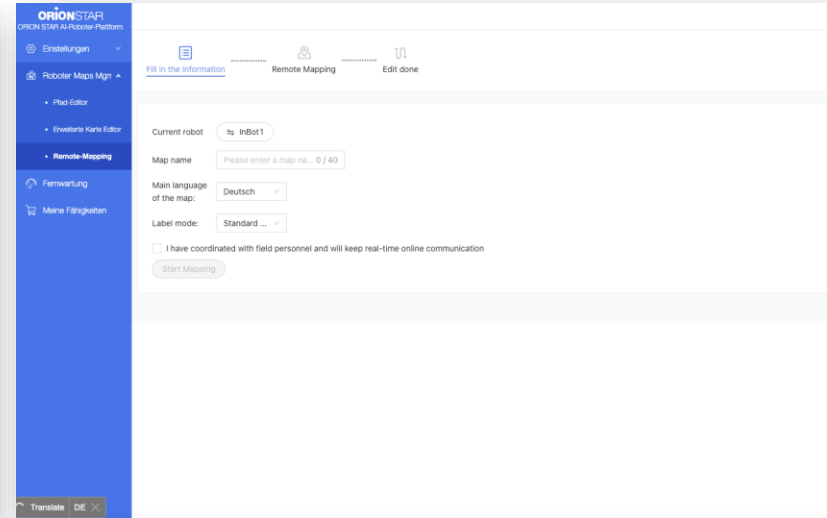 ORIONSTAR
ORION STAR AI-Roboter-Plattform
Einstellungen
Roboter Maps Mgrr
• Pfad-Editor
• Erweiterte Karte Editor
• Remote-Mapping
Fernwartung
Meine Fähigkeiten
Fill in the information
Remote Mapping
Edit done
Current robot
InBot1
Map name
Please enter a map na... 0 / 40
Main language
of the map:
Deutsch
Label mode:
Standard ...
I have coordinated with field personnel and will keep real-time online communication
Start Mapping
Translate DE